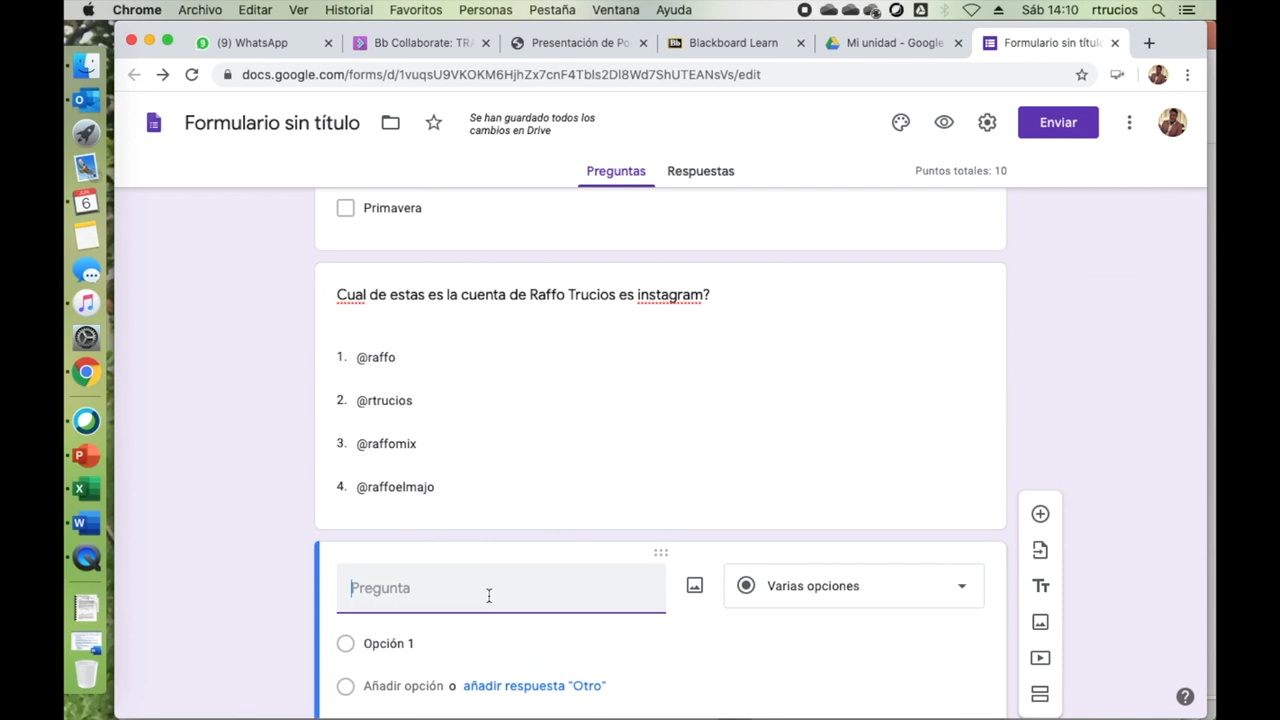 Chrome Archivo Editar Ver Historial Favoritos Personas Pestaña Ventana Ayuda Sáb 14:10 rtrucios
(9) WhatsApp Bb Collaborate: TRA Presentación de Po Blackboard Learn Mi unidad - Google Formulario sin título
docs.google.com/forms/d/1vuqsU9VKOKM6HjhZx7cnF4Tbls2Dl8Wd7ShUTEANsVs/edit
Formulario sin título
Se han guardado todos los
cambios en Drive
Enviar
Preguntas Respuestas Puntos totales: 10
Primavera
Cual de estas es la cuenta de Raffo Trucios es instagram?
1. @raffo
2. @rtrucios
3. @raffomix
4. @raffoelmajo
Pregunta
Varias opciones
Opción 1
Añadir opción o añadir respuesta "Otro"